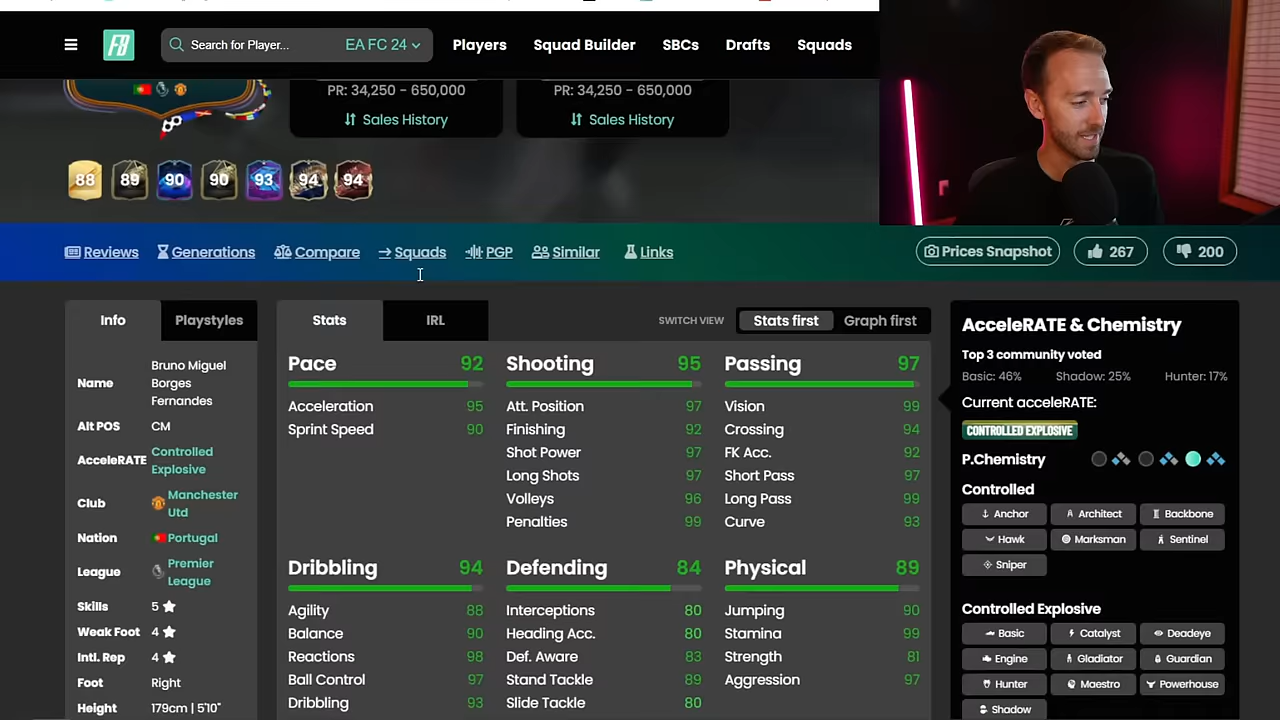 FB
Search for Player...
EA FC 24
Players
Squad Builder
SBCs
Drafts
Squads
PR: 34,250 - 650,000
Sales History
PR: 34,250 - 650,000
Sales History
88
89
90
90
93
94
94
Reviews
Generations
Compare
Squads
PGP
Similar
Links
Prices Snapshot
267
200
Info
Playstyles
Name
Bruno Miguel
Borges
Fernandes
Alt POS
CM
AcceleRATE
Controlled
Explosive
Club
Manchester
Utd
Nation
Portugal
League
Premier
League
Skills
5
Weak Foot
4
Intl. Rep
4
Foot
Right
Height
179cm | 5'10"
Stats
IRL
SWITCH VIEW
Stats first
Graph first
Pace 92
Acceleration 95
Sprint Speed 90
Shooting 95
Att. Position 97
Finishing 92
Shot Power 97
Long Shots 97
Volleys 96
Penalties 99
Passing 97
Vision 99
Crossing 94
FK Acc. 92
Short Pass 97
Long Pass 99
Curve 93
Dribbling 94
Agility 88
Balance 90
Reactions 98
Ball Control 97
Dribbling 93
Defending 84
Interceptions 80
Heading Acc. 80
Def. Aware 83
Stand Tackle 89
Slide Tackle 80
Physical 89
Jumping 90
Stamina 99
Strength 81
Aggression 97
AcceleRATE & Chemistry
Top 3 community voted
Basic: 46%
Shadow: 25%
Hunter: 17%
Current acceleRATE:
CONTROLLED EXPLOSIVE
P.Chemistry
Controlled
Anchor
Architect
Backbone
Hawk
Marksman
Sentinel
Sniper
Controlled Explosive
Basic
Catalyst
Deadeye
Engine
Gladiator
Guardian
Hunter
Maestro
Powerhouse
Shadow